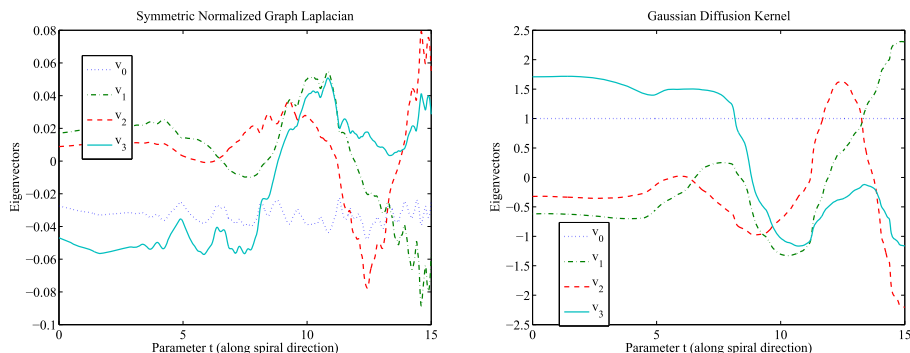 Symmetric Normalized Graph Laplacian
0.08
0.06
0.04
0.02
0
−0.02
−0.04
−0.06
−0.08
−0.1
Eigenvectors
v0
v1
v2
v3
0
5
10
15
Parameter t (along spiral direction)
Gaussian Diffusion Kernel
2.5
2
1.5
1
0.5
0
−0.5
−1
−1.5
−2
−2.5
Eigenvectors
v0
v1
v2
v3
0
5
10
15
Parameter t (along spiral direction)